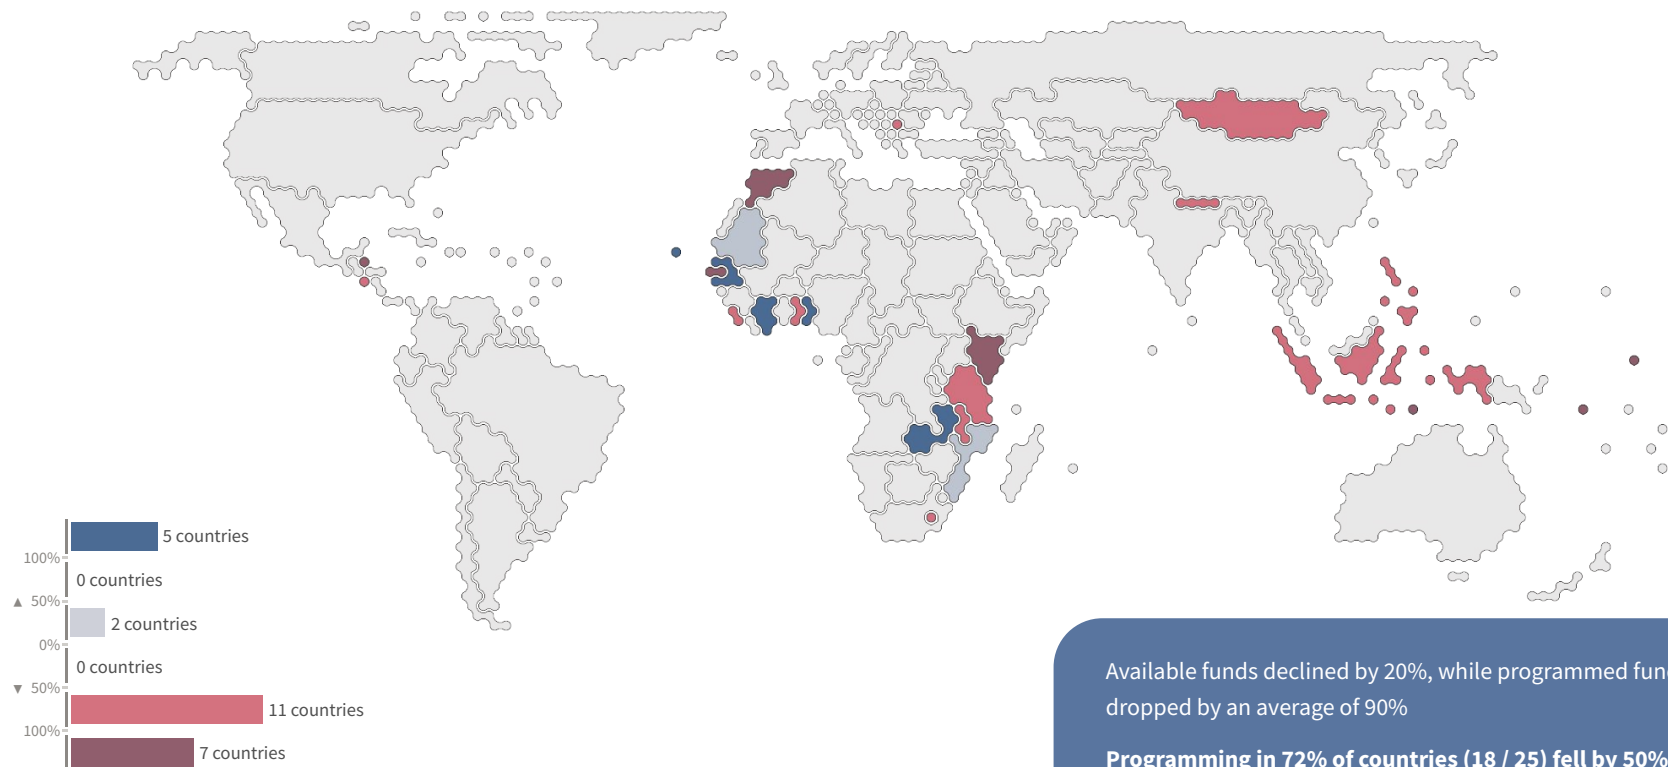 5 countries
100%
0 countries
▲ 50%
2 countries
0%
0 countries
▼ 50%
11 countries
100%
7 countries
Available funds declined by 20%, while programmed
dropped by an average of 90%
Programming in 72% of countries (18 / 25) fell by 50%